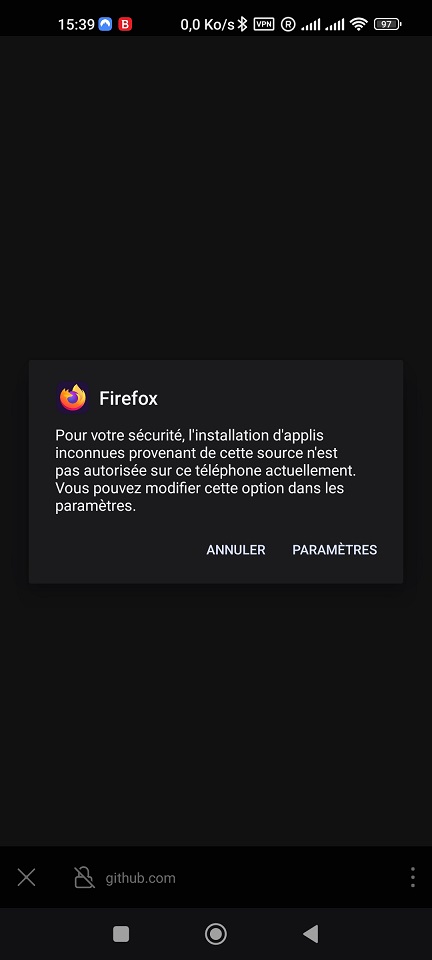 15:39 B 0,0 Ko/s VPN R 97
Firefox
Pour votre sécurité, l'installation d'applis
inconnues provenant de cette source n'est
pas autorisée sur ce téléphone actuellement.
Vous pouvez modifier cette option dans les
paramètres.
ANNULER PARAMÈTRES
github.com